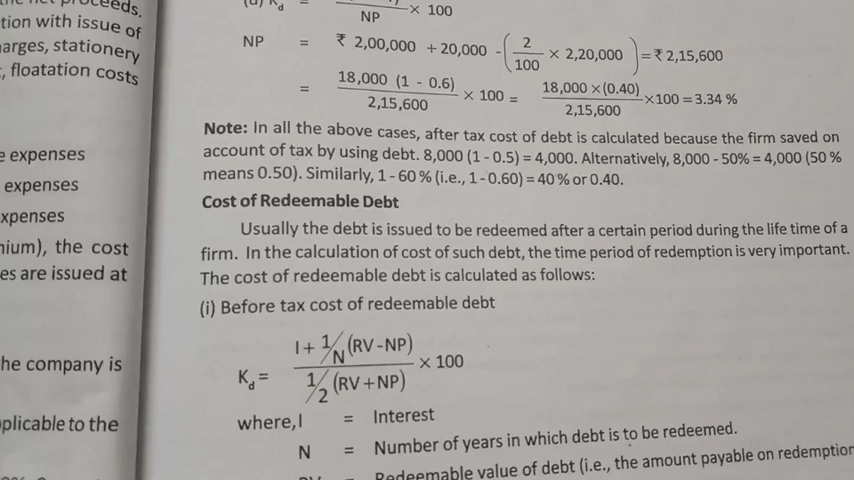 the net proceeds.
tion with issue of
arges, stationery
, floatation costs
e expenses
expenses
xpenses
nium), the cost
es are issued at
he company is
plicable to the
NP × 100
NP = ₹ 2,00,000 + 20,000 - (2/100 × 2,20,000) = ₹ 2,15,600
= 18,000 (1 - 0.6)/2,15,600 × 100 = 18,000 × (0.40)/2,15,600 ×100 = 3.34 %
Note: In all the above cases, after tax cost of debt is calculated because the firm saved on
account of tax by using debt. 8,000 (1 - 0.5) = 4,000. Alternatively, 8,000 - 50% = 4,000 (50 %
means 0.50). Similarly, 1 - 60 % (i.e., 1 - 0.60) = 40 % or 0.40.
Cost of Redeemable Debt
Usually the debt is issued to be redeemed after a certain period during the life time of a
firm. In the calculation of cost of such debt, the time period of redemption is very important.
The cost of redeemable debt is calculated as follows:
(i) Before tax cost of redeemable debt
I + 1/N (RV - NP)
Kd = × 100
1/2 (RV + NP)
where, I = Interest
N = Number of years in which debt is to be redeemed.
= Redeemable value of debt (i.e., the amount payable on redemption